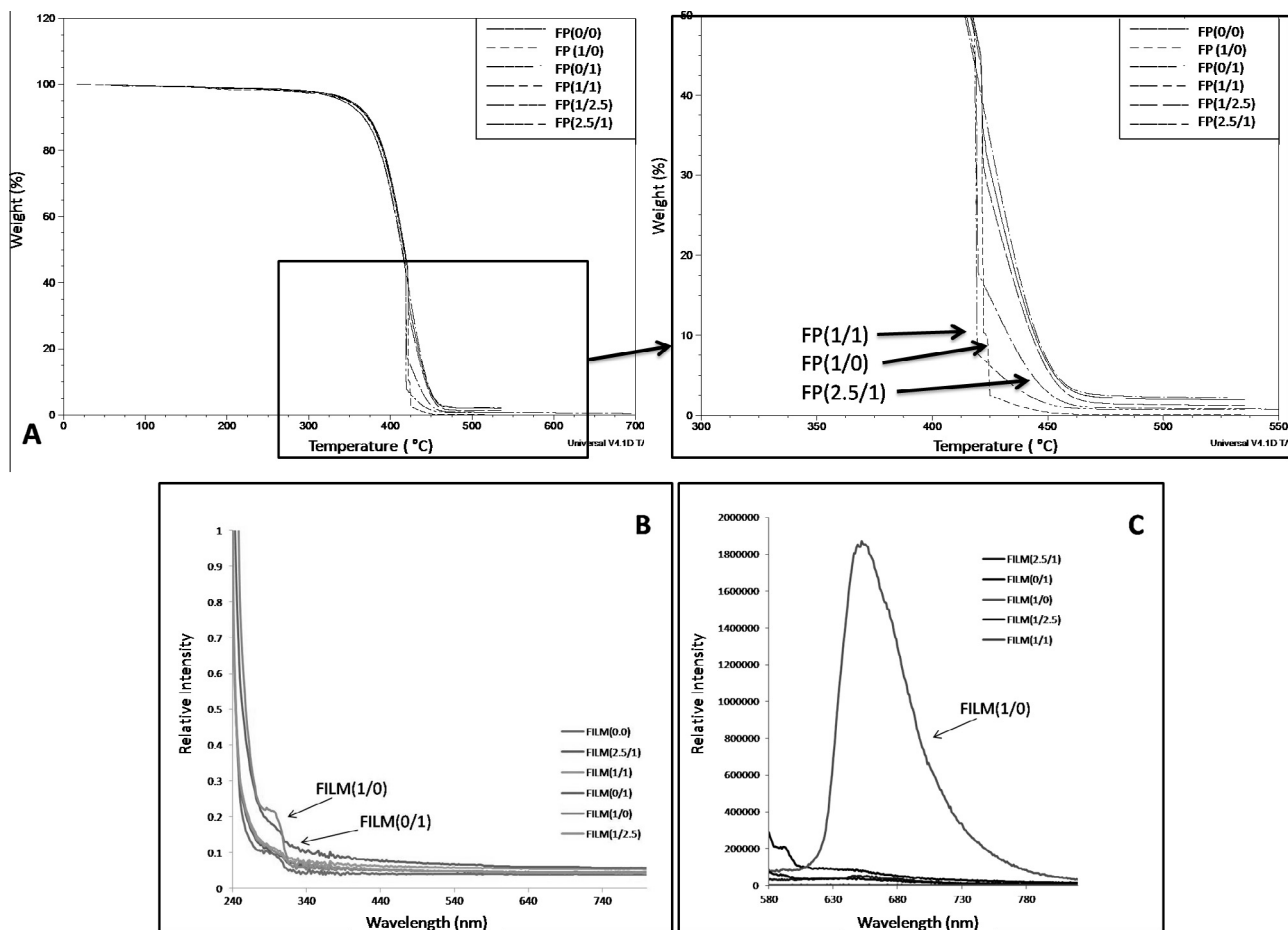 120
100
80
60
40
20
0
Weight (%)
0
100
200
300
400
500
600
700
Temperature ( °C)
Universal V4.1D T/
A
FP(0/0)
FP (1/0)
FP(0/1)
FP(1/1)
FP(1/2.5)
FP(2.5/1)
50
40
30
20
10
0
Weight (%)
300
350
400
450
500
550
Temperature ( °C)
Universal V4.1D T/
FP(0/0)
FP (1/0)
FP(0/1)
FP(1/1)
FP(1/2.5)
FP(2.5/1)
FP(1/1)
FP(1/0)
FP(2.5/1)
B
1
0.9
0.8
0.7
0.6
0.5
0.4
0.3
0.2
0.1
0
Relative Intensity
240
340
440
540
640
740
Wavelength (nm)
FILM(1/0)
FILM(0/1)
FILM(0.0)
FILM(2.5/1)
FILM(1/1)
FILM(0/1)
FILM(1/0)
FILM(1/2.5)
C
2000000
1800000
1600000
1400000
1200000
1000000
800000
600000
400000
200000
0
Relative Intensity
580
630
680
730
780
Wavelength (nm)
FILM(2.5/1)
FILM(0/1)
FILM(1/0)
FILM(1/2.5)
FILM(1/1)
FILM(1/0)